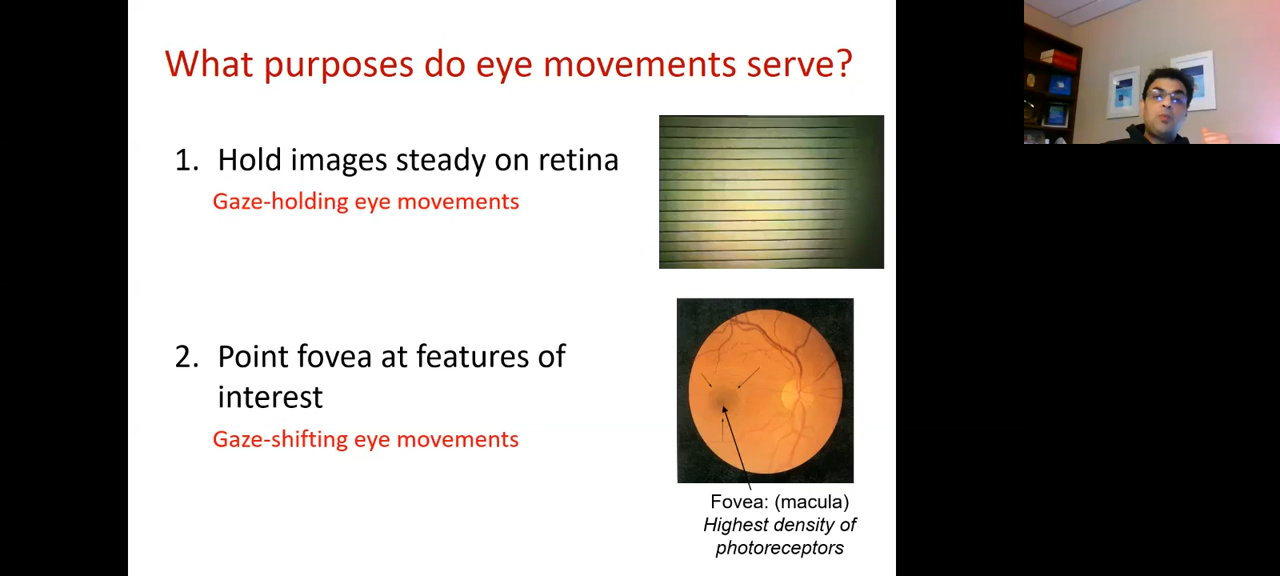 What purposes do eye movements serve?
1. Hold images steady on retina
Gaze-holding eye movements
2. Point fovea at features of
interest
Gaze-shifting eye movements
Fovea: (macula)
Highest density of
photoreceptors